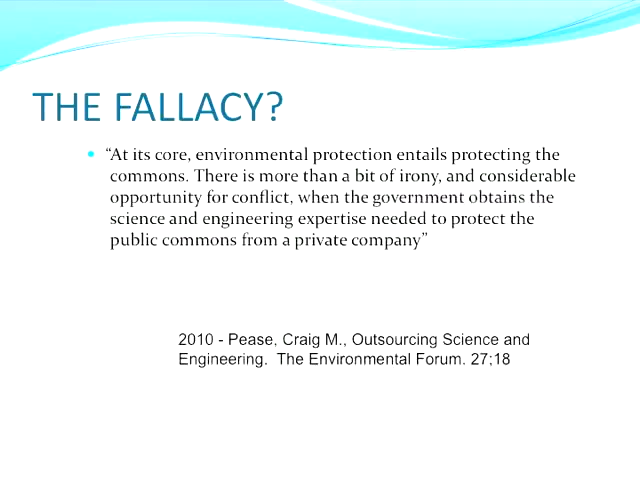 THE FALLACY?
“At its core, environmental protection entails protecting the
commons. There is more than a bit of irony, and considerable
opportunity for conflict, when the government obtains the
science and engineering expertise needed to protect the
public commons from a private company”
2010 - Pease, Craig M., Outsourcing Science and
Engineering.  The Environmental Forum. 27;18